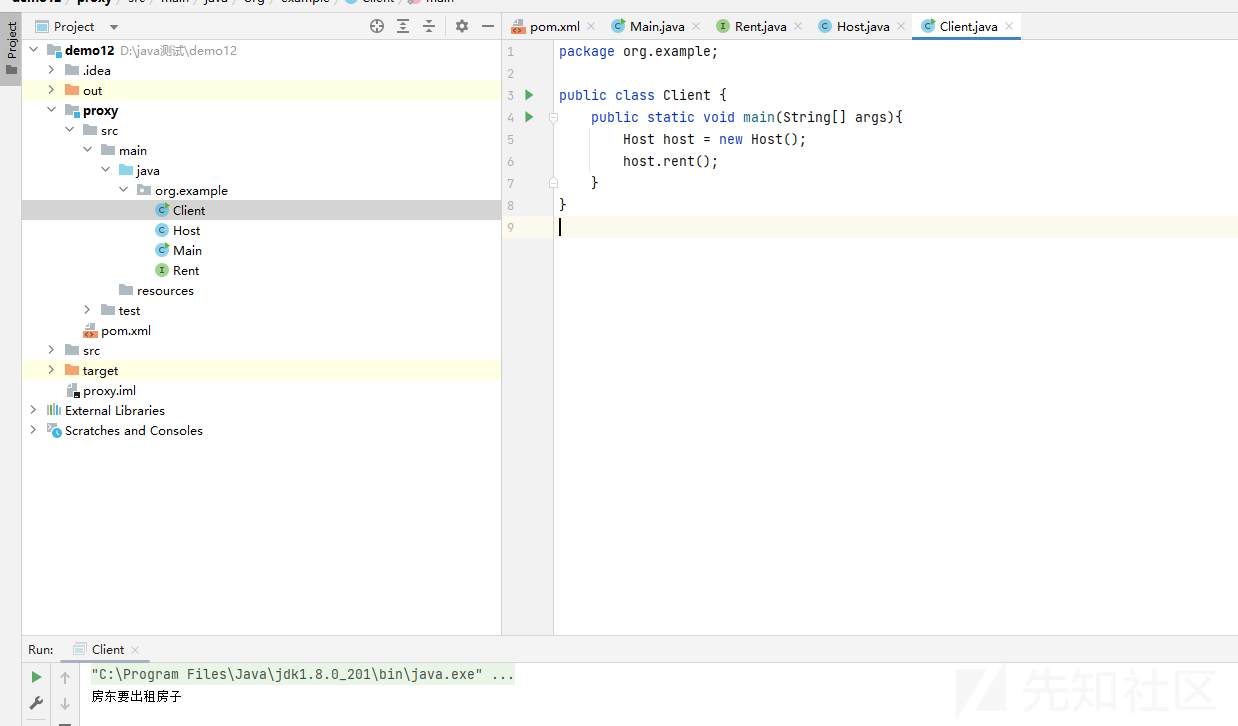 demo12 proxy src main java org example Client main
Project
Project
pom.xml Main.java Rent.java Host.java Client.java
demo12 D:\java测试\demo12
.idea
out
proxy
src
main
java
org.example
Client
Host
Main
Rent
resources
test
pom.xml
src
target
proxy.iml
External Libraries
Scratches and Consoles
1 package org.example;
2
3 public class Client {
4 public static void main(String[] args){
5 Host host = new Host();
6 host.rent();
7 }
8 }
9
Run: Client
"C:\Program Files\Java\jdk1.8.0_201\bin\java.exe" ...
房东要出租房子
先知社区